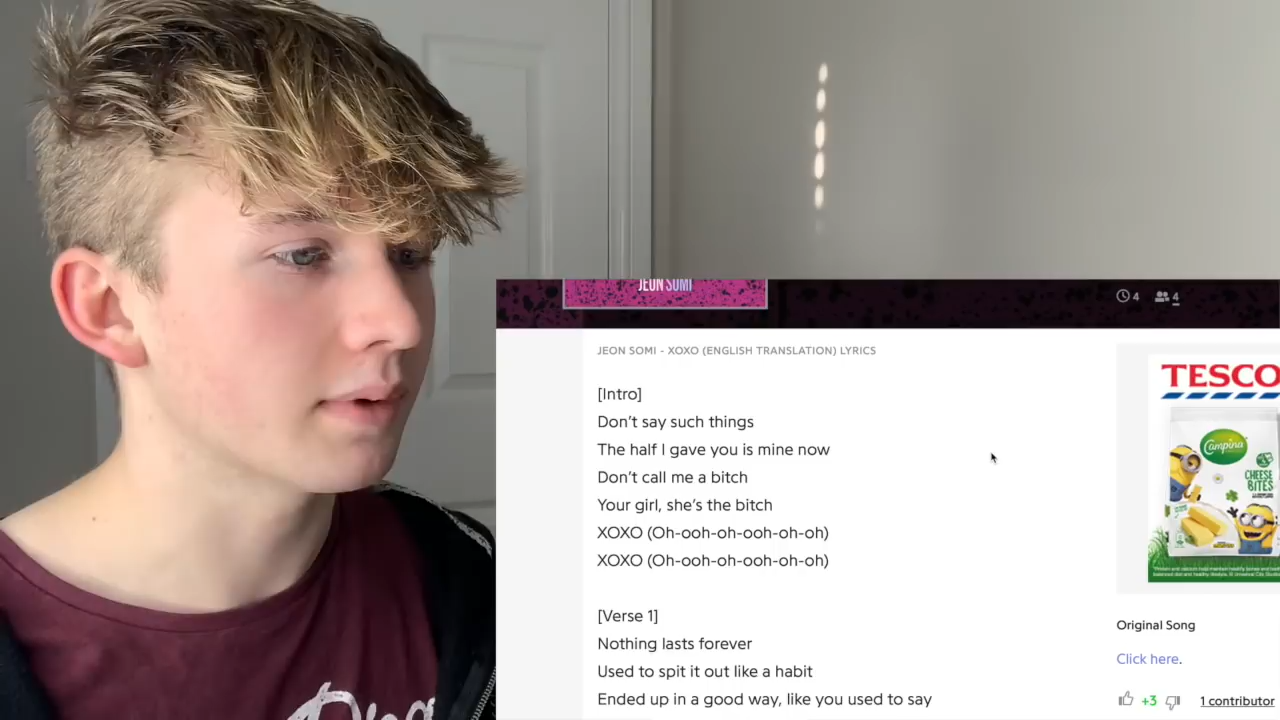 JEON SOMI
4
4
JEON SOMI - XOXO (ENGLISH TRANSLATION) LYRICS
[Intro]
Don't say such things
The half I gave you is mine now
Don't call me a bitch
Your girl, she's the bitch
XOXO (Oh-ooh-oh-ooh-oh-oh)
XOXO (Oh-ooh-oh-ooh-oh-oh)
[Verse 1]
Nothing lasts forever
Used to spit it out like a habit
Ended up in a good way, like you used to say
TESCO
Campina
CHEESE
BITES
Original Song
Click here.
+3
1 contributor